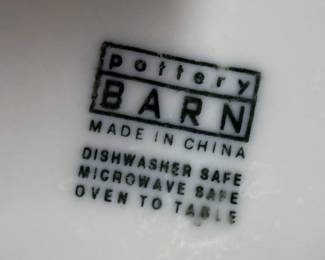 pottery
BARN
MADE IN CHINA
DISHWASHER SAFE
MICROWAVE SAFE
OVEN TO TABLE